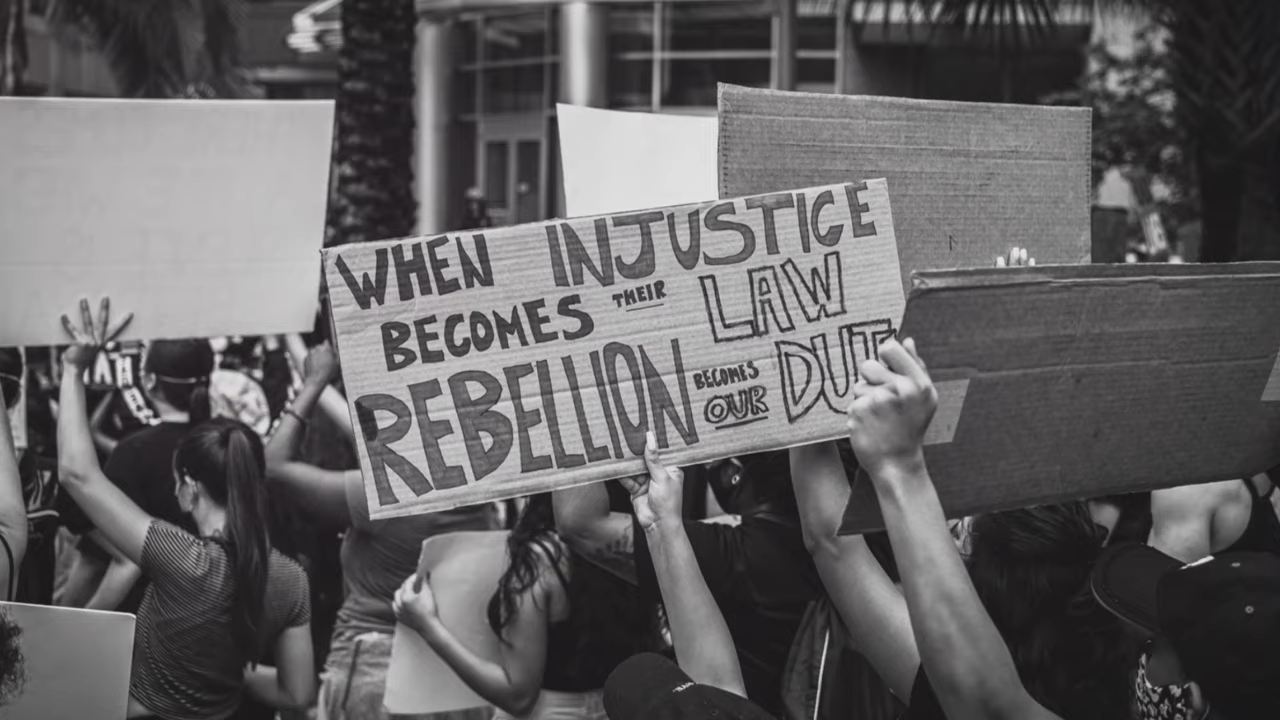 WHEN INJUSTICE
BECOMES THEIR LAW
REBELLION BECOMES OUR DUT